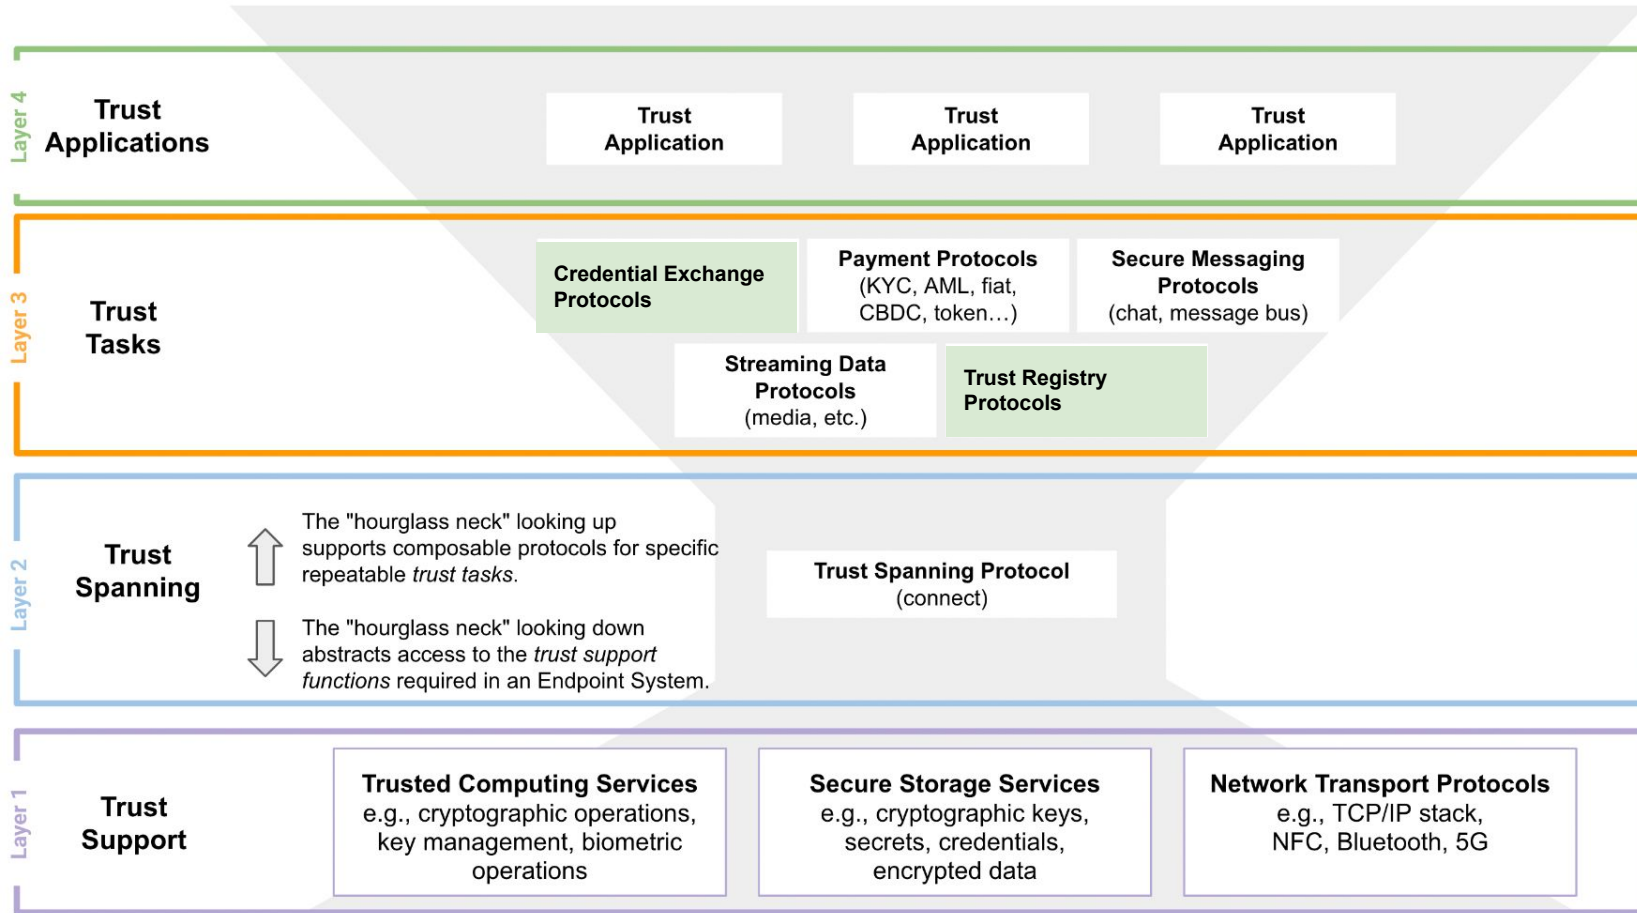 Layer 4
Trust
Applications
Trust
Application
Trust
Application
Trust
Application
Layer 3
Trust
Tasks
Credential Exchange
Protocols
Payment Protocols
(KYC, AML, fiat,
CBDC, token…)
Secure Messaging
Protocols
(chat, message bus)
Streaming Data
Protocols
(media, etc.)
Trust Registry
Protocols
Layer 2
Trust
Spanning
The "hourglass neck" looking up
supports composable protocols for specific
repeatable trust tasks.
The "hourglass neck" looking down
abstracts access to the trust support
functions required in an Endpoint System.
Trust Spanning Protocol
(connect)
Layer 1
Trust
Support
Trusted Computing Services
e.g., cryptographic operations,
key management, biometric
operations
Secure Storage Services
e.g., cryptographic keys,
secrets, credentials,
encrypted data
Network Transport Protocols
e.g., TCP/IP stack,
NFC, Bluetooth, 5G